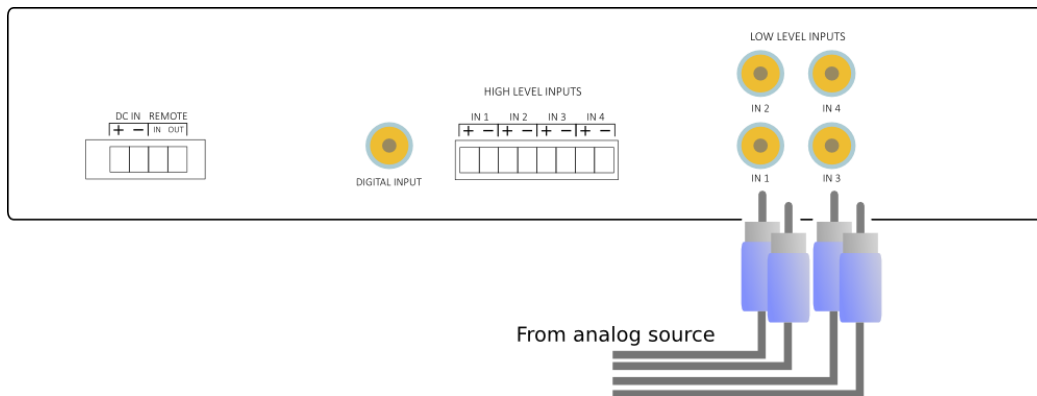 LOW LEVEL INPUTS
IN 2 IN 4
HIGH LEVEL INPUTS
DC IN REMOTE
+ − IN OUT
IN 1 IN 2 IN 3 IN 4
+ − + − + − + −
DIGITAL INPUT
IN 1 IN 3
From analog source